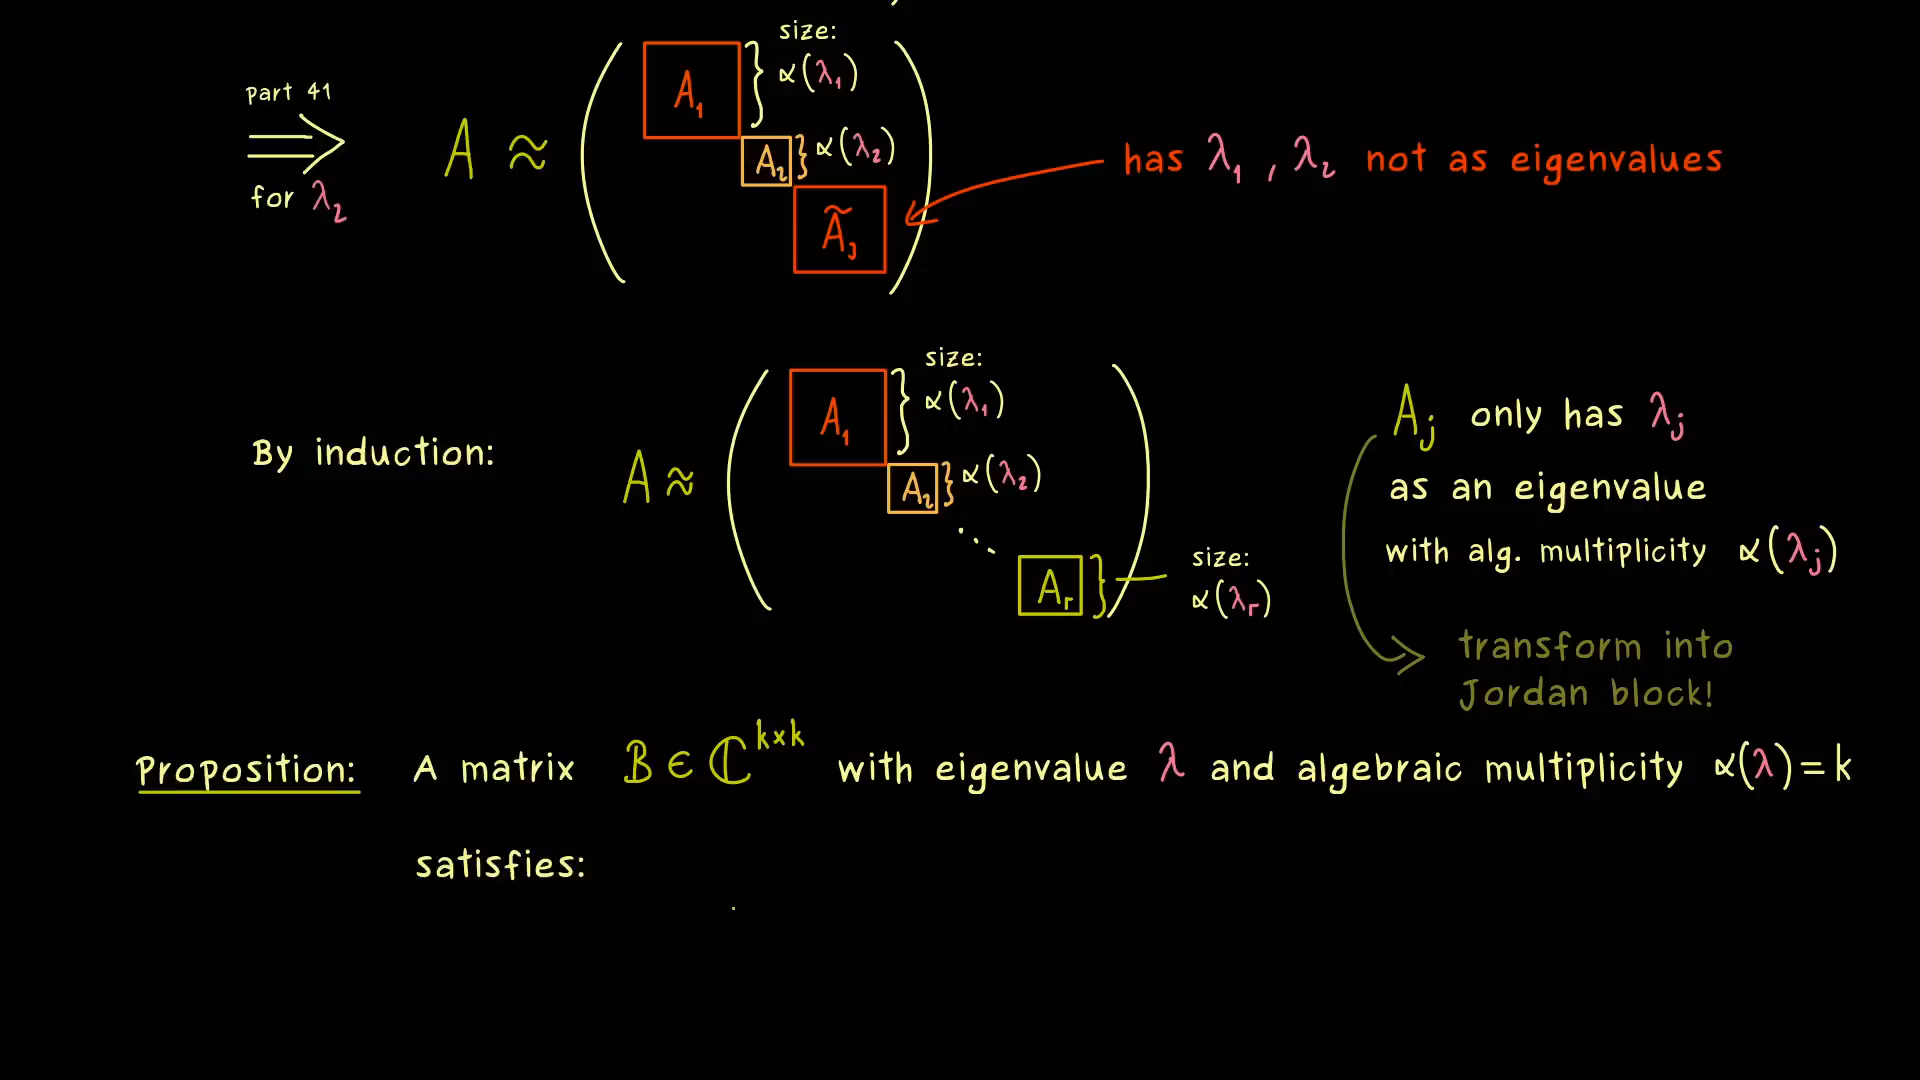 size:
α(λ₁)
A₁
part 41
⟹
for λ₂
A ≈
A₂ } α(λ₂)
Ãⱼ
has λ₁ , λ₂ not as eigenvalues
By induction:
A ≈
size:
A₁ } α(λ₁)
A₂ } α(λ₂)
⋱
Aᵣ }
size:
α(λᵣ)
Aⱼ only has λⱼ
as an eigenvalue
with alg. multiplicity α(λⱼ)
transform into
Jordan block!
Proposition: A matrix B ∈ ℂ^{k×k} with eigenvalue λ and algebraic multiplicity α(λ) = k
satisfies: